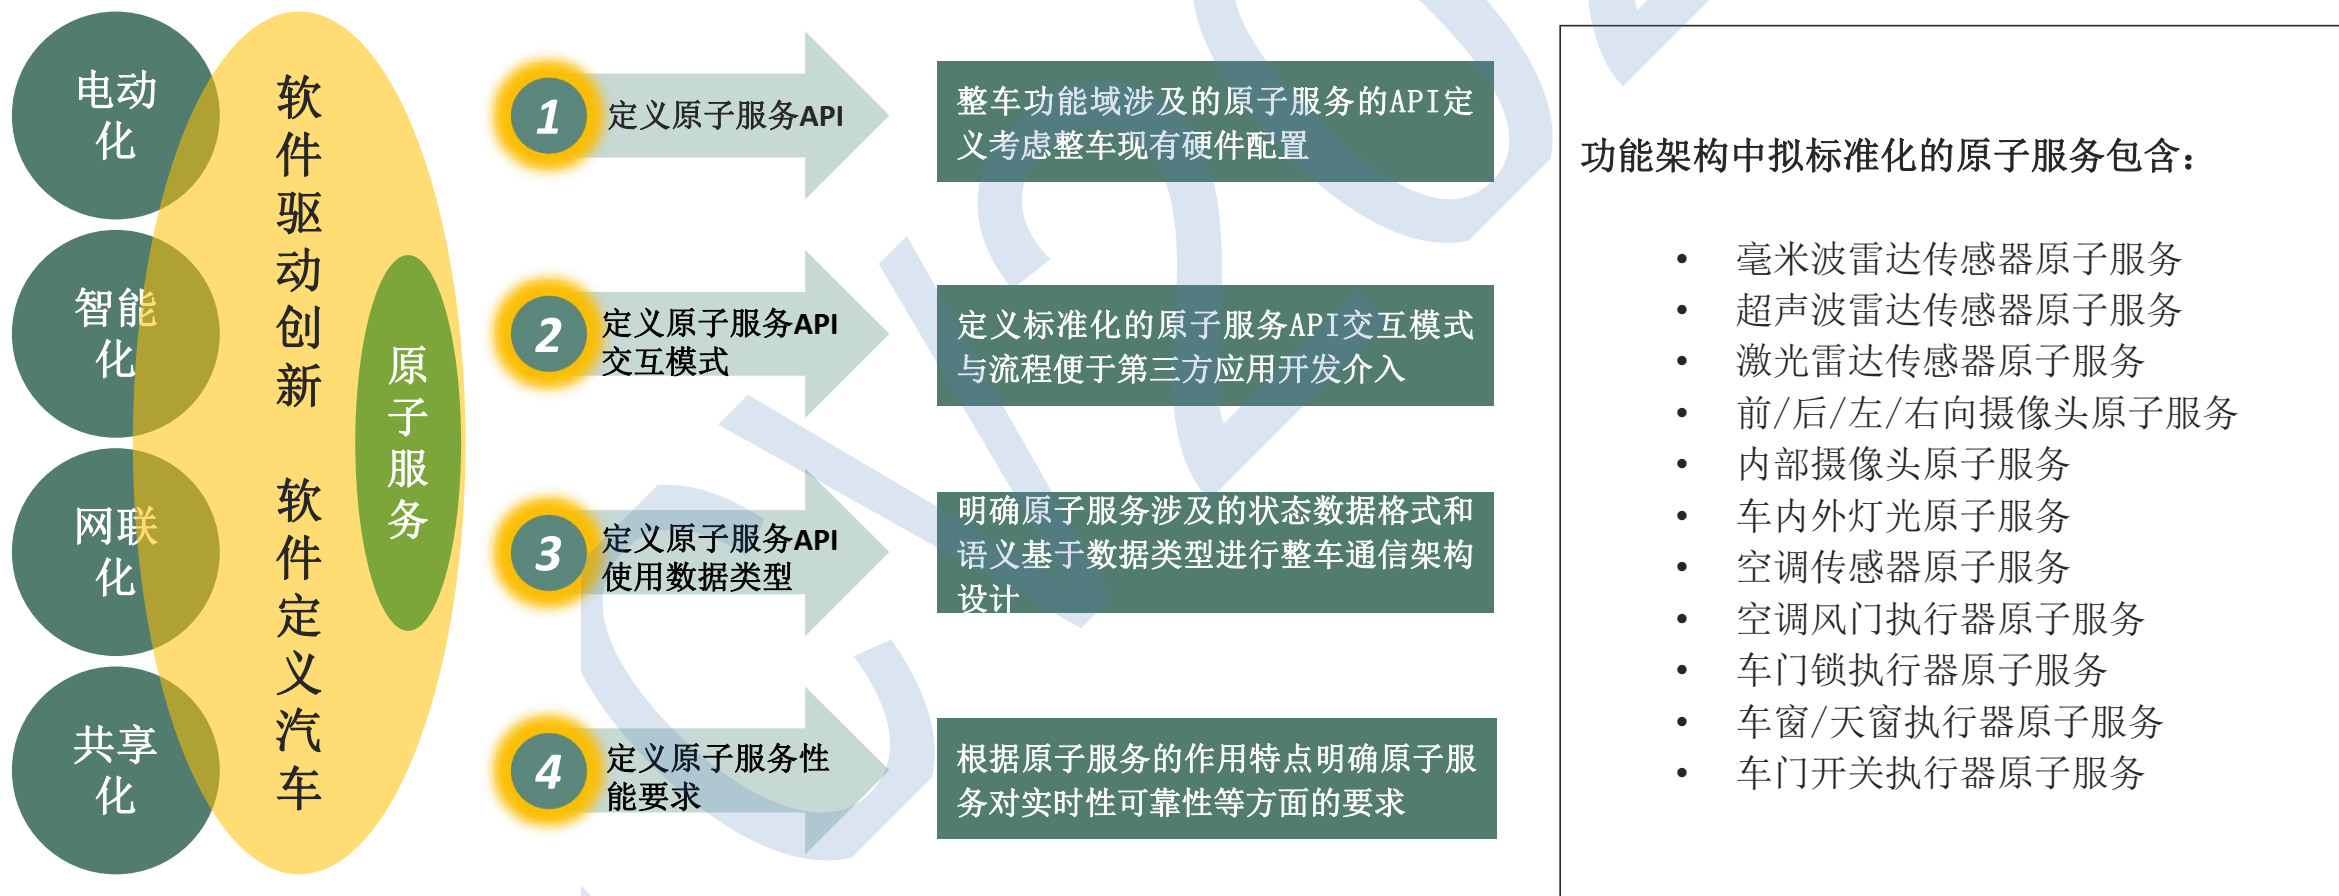 电动
化
智能
化
网联
化
共享
化
软件驱动创新 软件定义汽车
原子服务
1
定义原子服务API
整车功能域涉及的原子服务的API定
义考虑整车现有硬件配置
2
定义原子服务API
交互模式
定义标准化的原子服务API交互模式
与流程便于第三方应用开发介入
3
定义原子服务API
使用数据类型
明确原子服务涉及的状态数据格式和
语义基于数据类型进行整车通信架构
设计
4
定义原子服务性
能要求
根据原子服务的作用特点明确原子服
务对实时性可靠性等方面的要求
功能架构中拟标准化的原子服务包含：
• 毫米波雷达传感器原子服务
• 超声波雷达传感器原子服务
• 激光雷达传感器原子服务
• 前/后/左/右向摄像头原子服务
• 内部摄像头原子服务
• 车内外灯光原子服务
• 空调传感器原子服务
• 空调风门执行器原子服务
• 车门锁执行器原子服务
• 车窗/天窗执行器原子服务
• 车门开关执行器原子服务